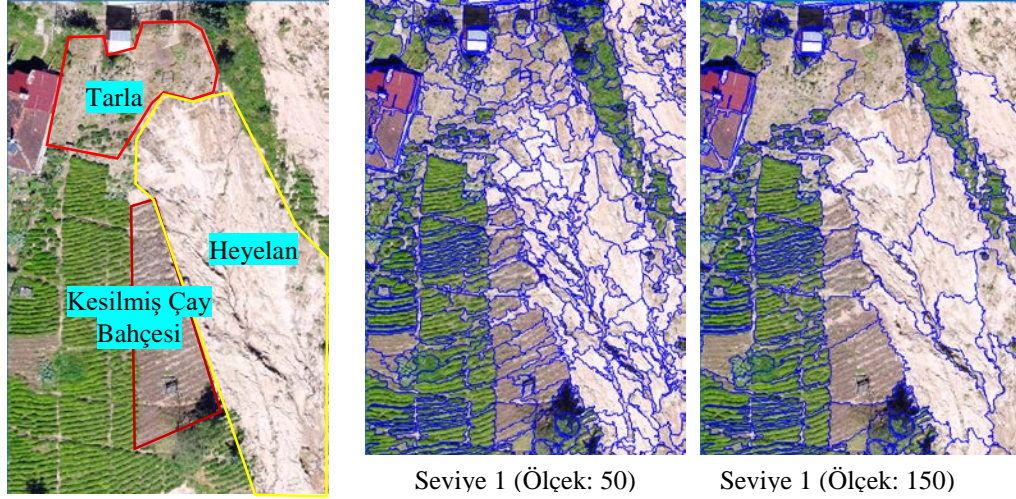 Tarla
Heyelan
Kesilmiş Çay
Bahçesi
Seviye 1 (Ölçek: 50)
Seviye 1 (Ölçek: 150)